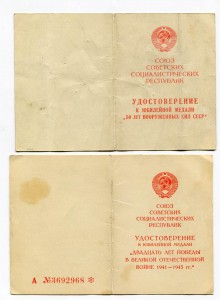 СОЮЗ
СОВЕТСКИХ
СОЦИАЛИСТИЧЕСКИХ
РЕСПУБЛИК
УДОСТОВЕРЕНИЕ
К ЮБИЛЕЙНОЙ МЕДАЛИ
"50 ЛЕТ ВООРУЖЕННЫХ СИЛ СССР"
СОЮЗ
СОВЕТСКИХ
СОЦИАЛИСТИЧЕСКИХ
РЕСПУБЛИК
УДОСТОВЕРЕНИЕ
К ЮБИЛЕЙНОЙ МЕДАЛИ
„ДВАДЦАТЬ ЛЕТ ПОБЕДЫ
В ВЕЛИКОЙ ОТЕЧЕСТВЕННОЙ
ВОЙНЕ 1941—1945 гг."
А №3692968